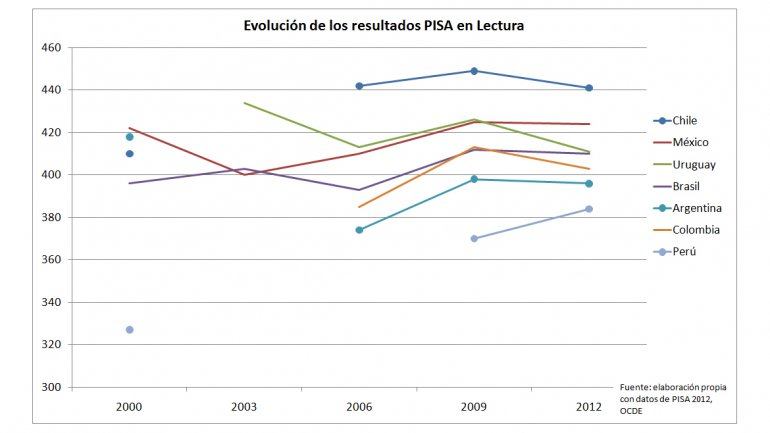 Evolución de los resultados PISA en Lectura
460
440
420
400
380
360
340
320
300
2000 2003 2006 2009 2012
Chile
México
Uruguay
Brasil
Argentina
Colombia
Perú
Fuente: elaboración propia
con datos de PISA 2012,
OCDE